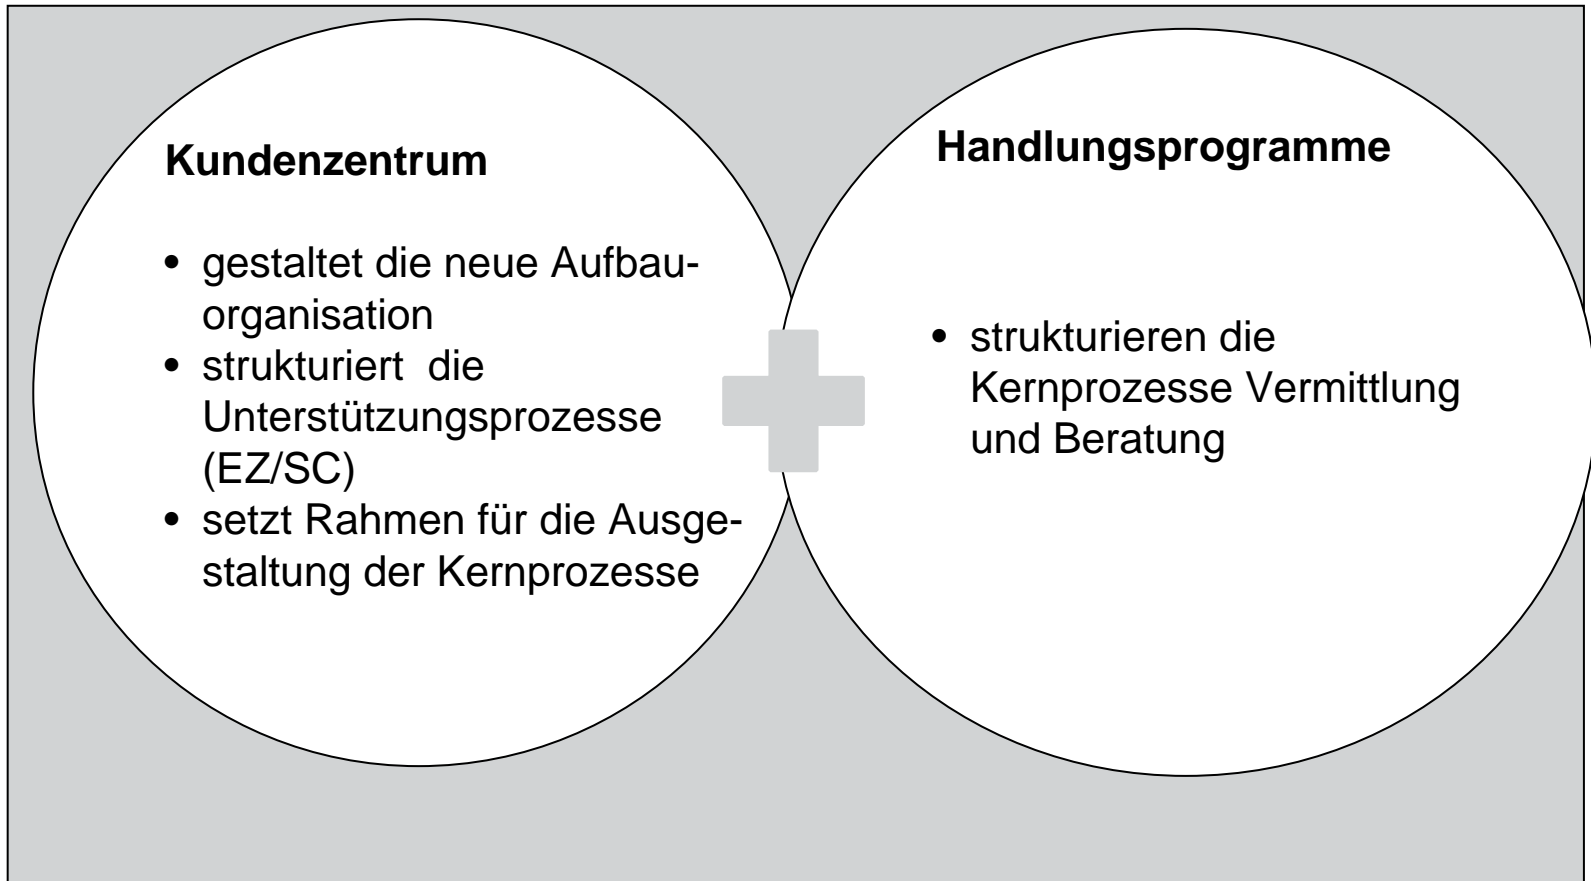 Kundenzentrum
• gestaltet die neue Aufbau-
organisation
• strukturiert  die
Unterstützungsprozesse
(EZ/SC)
• setzt Rahmen für die Ausge-
staltung der Kernprozesse
Handlungsprogramme
• strukturieren die
Kernprozesse Vermittlung
und Beratung